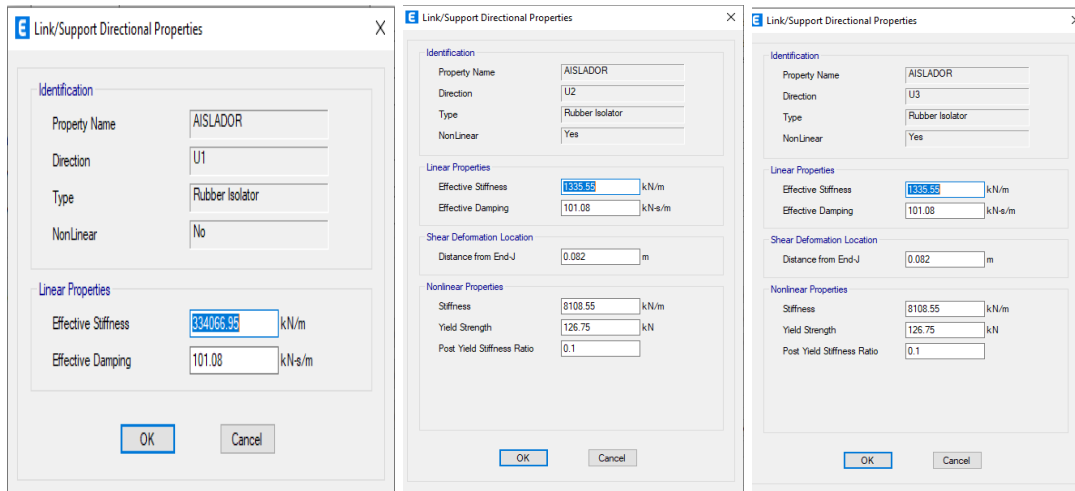 E Link/Support Directional Properties
Identification
Property Name AISLADOR
Direction U1
Type Rubber Isolator
NonLinear No
Linear Properties
Effective Stiffness 334066.95 kN/m
Effective Damping 101.08 kN-s/m
OK Cancel
E Link/Support Directional Properties
Identification
Property Name AISLADOR
Direction U2
Type Rubber Isolator
NonLinear Yes
Linear Properties
Effective Stiffness 1335.55 kN/m
Effective Damping 101.08 kN-s/m
Shear Deformation Location
Distance from End-J 0.082 m
Nonlinear Properties
Stiffness 8108.55 kN/m
Yield Strength 126.75 kN
Post Yield Stiffness Ratio 0.1
OK Cancel
E Link/Support Directional Properties
Identification
Property Name AISLADOR
Direction U3
Type Rubber Isolator
NonLinear Yes
Linear Properties
Effective Stiffness 1335.55 kN/m
Effective Damping 101.08 kN-s/m
Shear Deformation Location
Distance from End-J 0.082 m
Nonlinear Properties
Stiffness 8108.55 kN/m
Yield Strength 126.75 kN
Post Yield Stiffness Ratio 0.1
OK Cancel